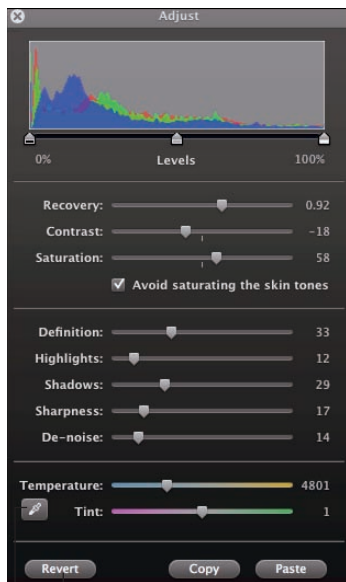 Adjust
0% Levels 100%
Recovery: 0.92
Contrast: -18
Saturation: 58
Avoid saturating the skin tones
Definition: 33
Highlights: 12
Shadows: 29
Sharpness: 17
De-noise: 14
Temperature: 4801
Tint: 1
Revert Copy Paste